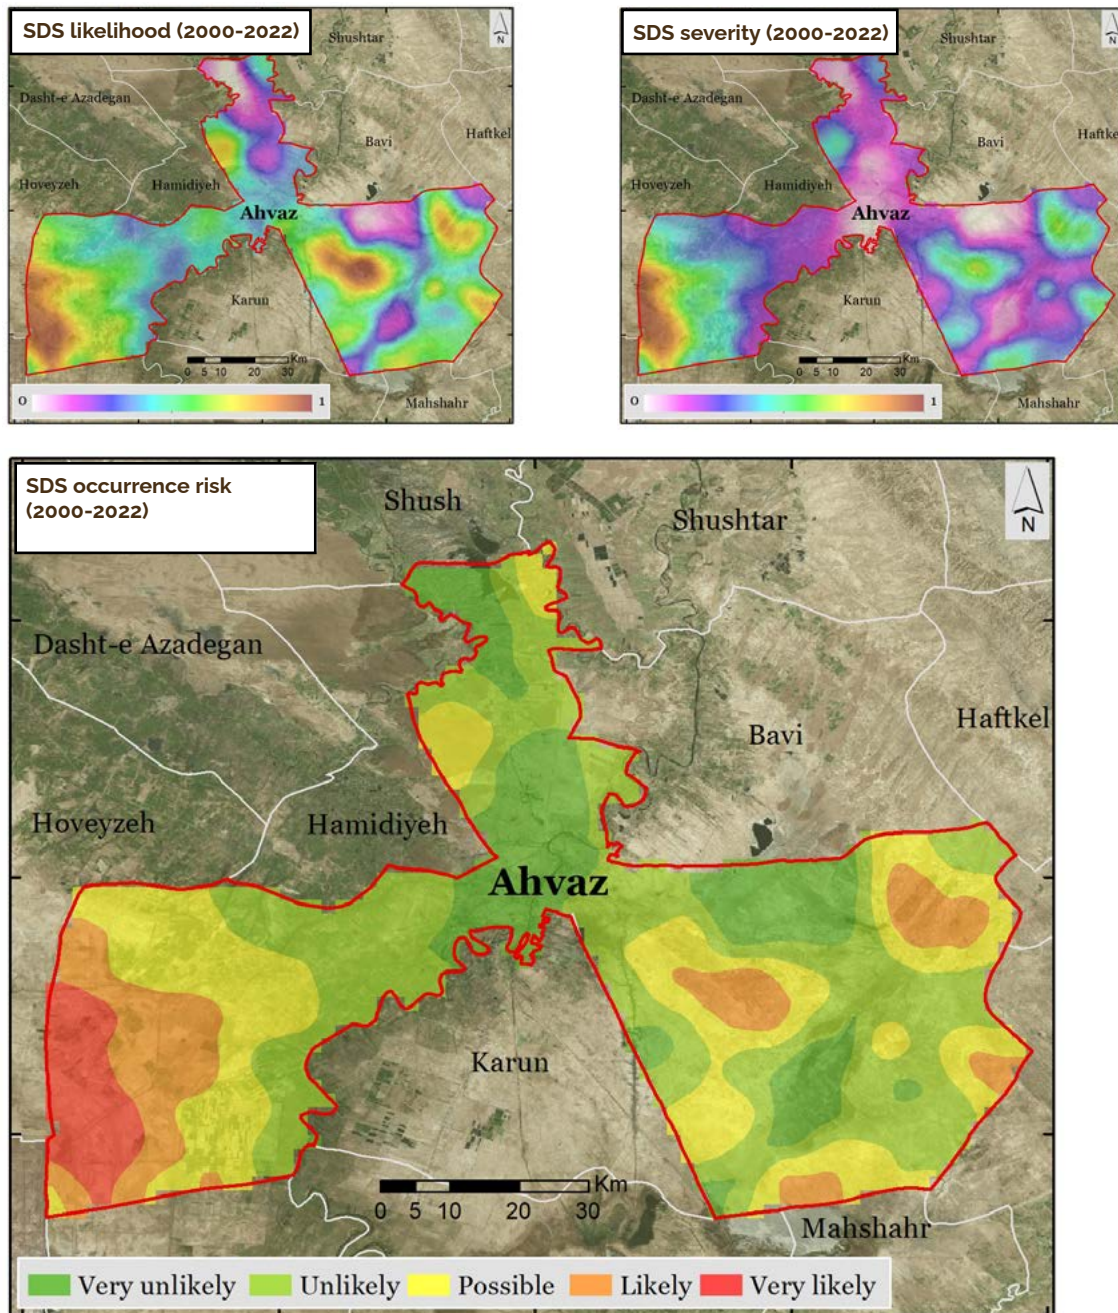 SDS likelihood (2000-2022)
N
Shushtar
Dasht-e Azadegan
Bavi
Haftkel
Hoveyzeh
Hamidiyeh
Ahvaz
Karun
Km
0 5 10 20 30
Mahshahr
0 1
SDS severity (2000-2022)
N
Shushtar
Dasht-e Azadegan
Bavi
Haftkel
Hoveyzeh
Hamidiyeh
Ahvaz
Karun
Km
0 5 10 20 30
Mahshahr
0 1
SDS occurrence risk
(2000-2022)
N
Shush
Shushtar
Dasht-e Azadegan
Haftkel
Bavi
Hoveyzeh
Hamidiyeh
Ahvaz
Karun
Km
0 5 10 20 30
Mahshahr
Very unlikely Unlikely Possible Likely Very likely